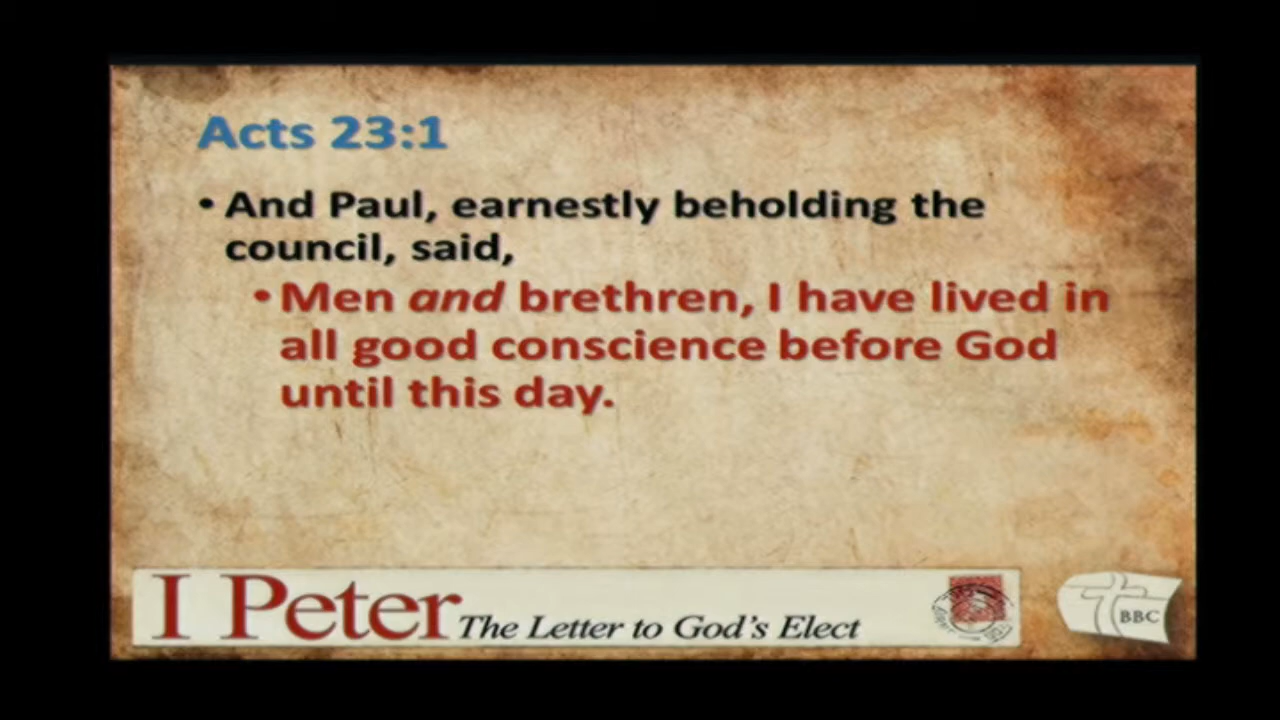 Acts 23:1
• And Paul, earnestly beholding the
council, said,
• Men and brethren, I have lived in
all good conscience before God
until this day.
I Peter The Letter to God's Elect
BBC